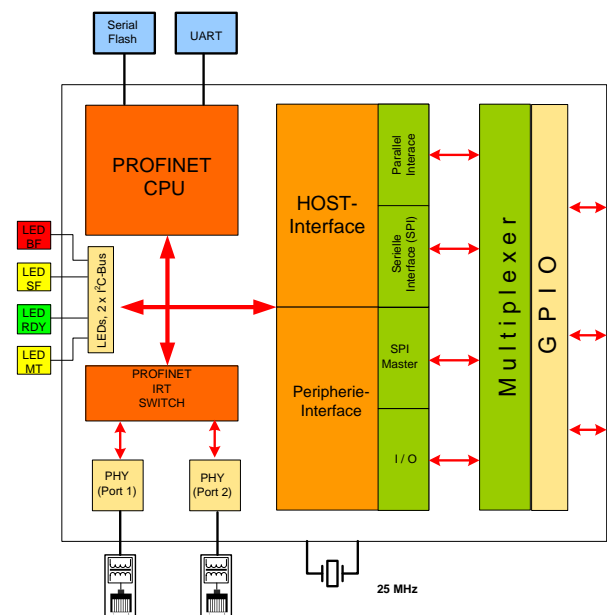 Serial
Flash
UART
PROFINET
CPU
HOST-
Interface
Parallel
Interace
Serielle
Interface (SPI)
Multiplexer
GPIO
LED
BF
LED
SF
LED
RDY
LED
MT
LEDs, 2 x I²C-Bus
PROFINET
IRT
SWITCH
Peripherie-
Interface
SPI
Master
I / O
PHY
(Port 1)
PHY
(Port 2)
25 MHz